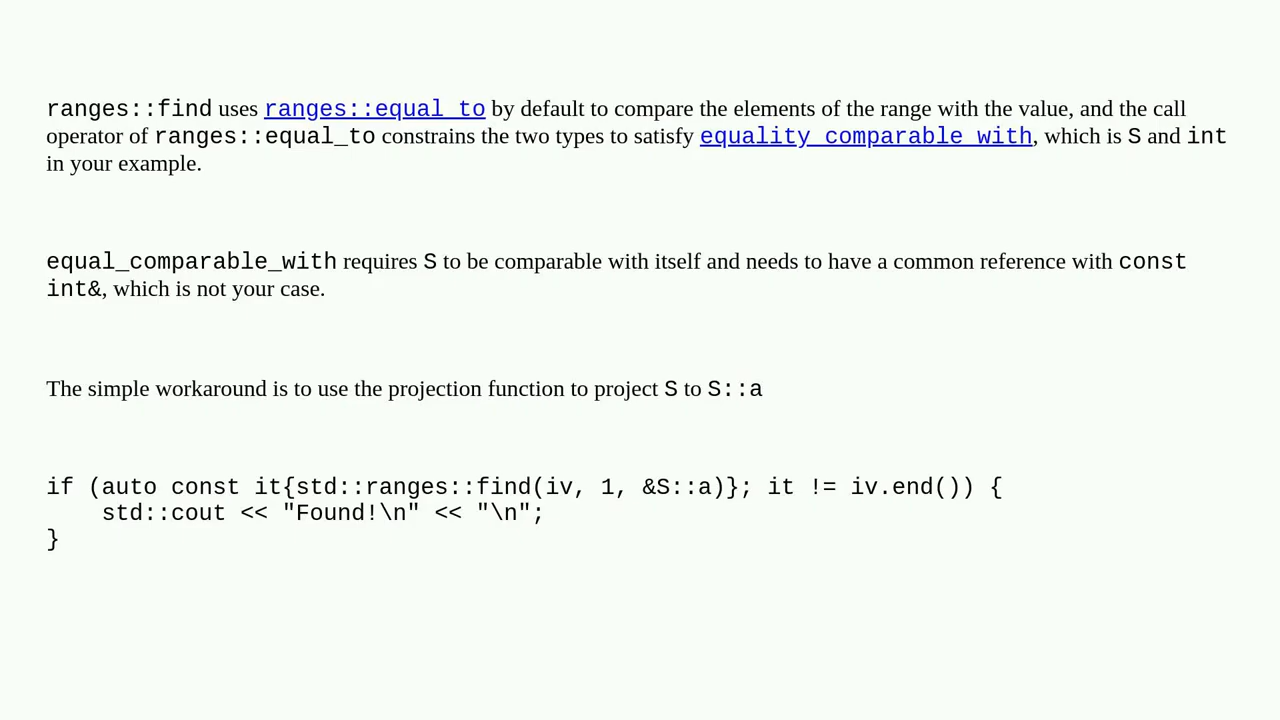 ranges::find uses ranges::equal_to by default to compare the elements of the range with the value, and the call
operator of ranges::equal_to constrains the two types to satisfy equality_comparable_with, which is S and int
in your example.
equal_comparable_with requires S to be comparable with itself and needs to have a common reference with const
int&, which is not your case.
The simple workaround is to use the projection function to project S to S::a
if (auto const it{std::ranges::find(iv, 1, &S::a)}; it != iv.end()) {
    std::cout << "Found!\n" << "\n";
}